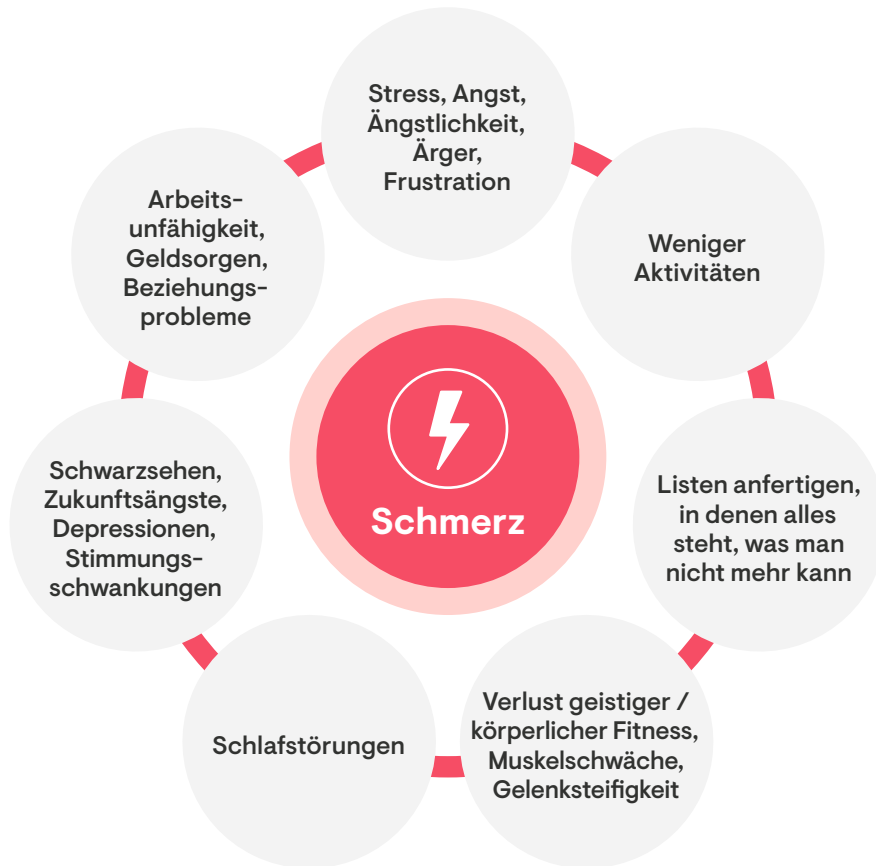 Stress, Angst,
Ängstlichkeit,
Ärger,
Frustration
Weniger
Aktivitäten
Listen anfertigen,
in denen alles
steht, was man
nicht mehr kann
Verlust geistiger /
körperlicher Fitness,
Muskelschwäche,
Gelenksteifigkeit
Schlafstörungen
Schwarzsehen,
Zukunftsängste,
Depressionen,
Stimmungs-
schwankungen
Arbeits-
unfähigkeit,
Geldsorgen,
Beziehungs-
probleme
Schmerz